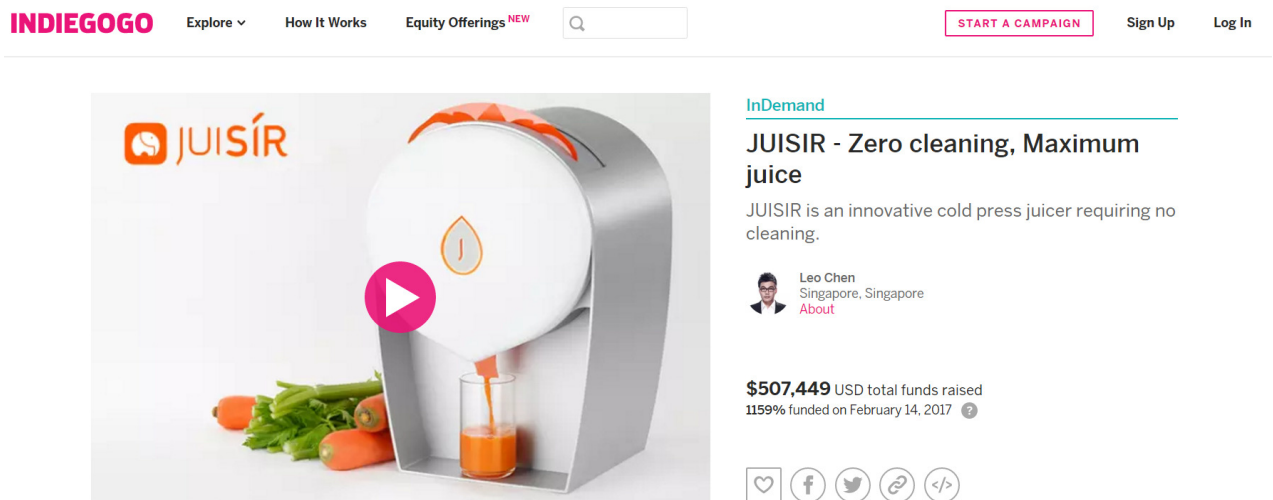 INDIEGOGO Explore How It Works Equity Offerings NEW START A CAMPAIGN Sign Up Log In
JUISÍR
J
InDemand
JUISIR - Zero cleaning, Maximum
juice
JUISIR is an innovative cold press juicer requiring no
cleaning.
Leo Chen
Singapore, Singapore
About
$507,449 USD total funds raised
1159% funded on February 14, 2017 ?